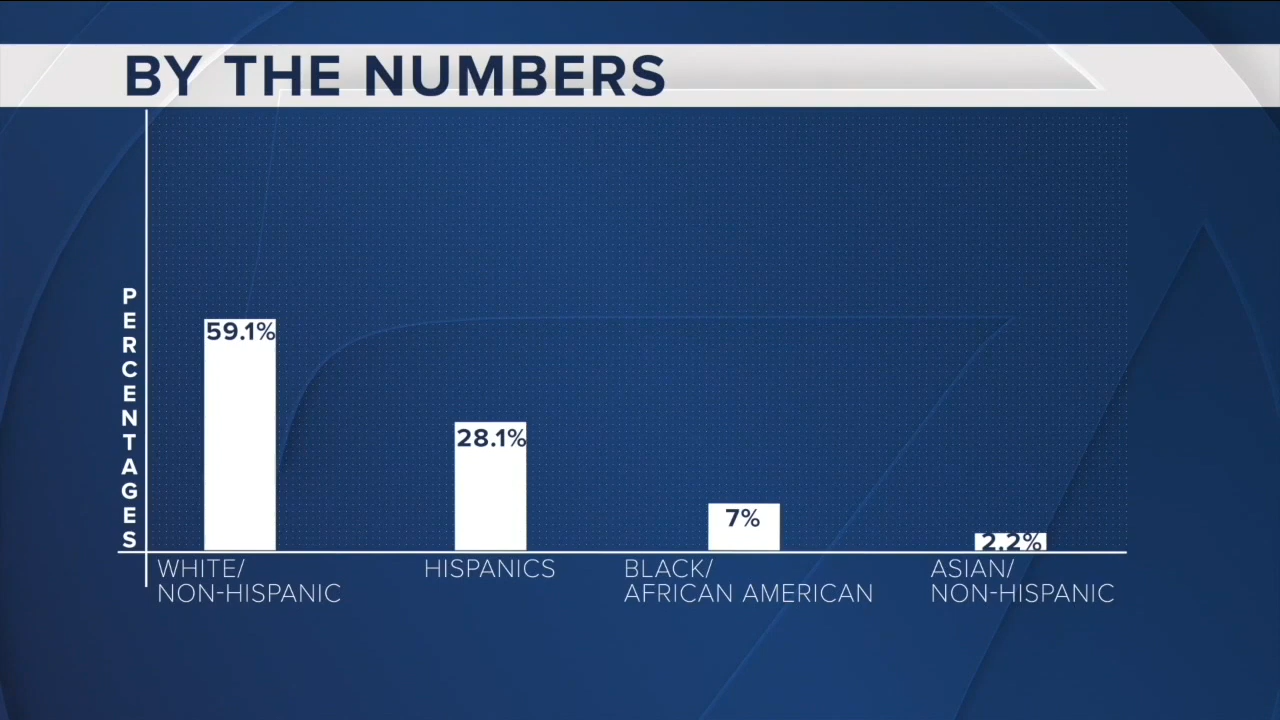 BY THE NUMBERS
PERCENTAGES
59.1%
28.1%
7%
2.2%
WHITE/
NON-HISPANIC
HISPANICS
BLACK/
AFRICAN AMERICAN
ASIAN/
NON-HISPANIC